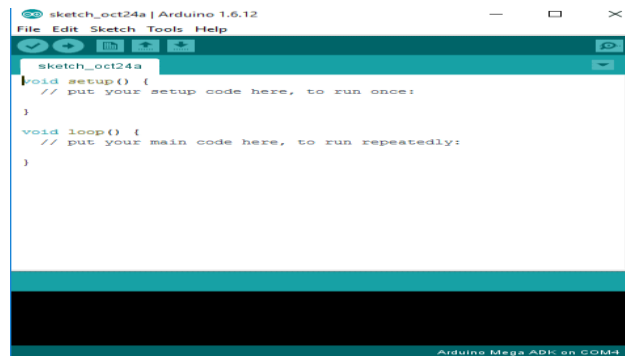 sketch_oct24a | Arduino 1.6.12
File Edit Sketch Tools Help
sketch_oct24a
void setup() {
  // put your setup code here, to run once:
}
void loop() {
  // put your main code here, to run repeatedly:
}
Arduino Mega ADK on COM4